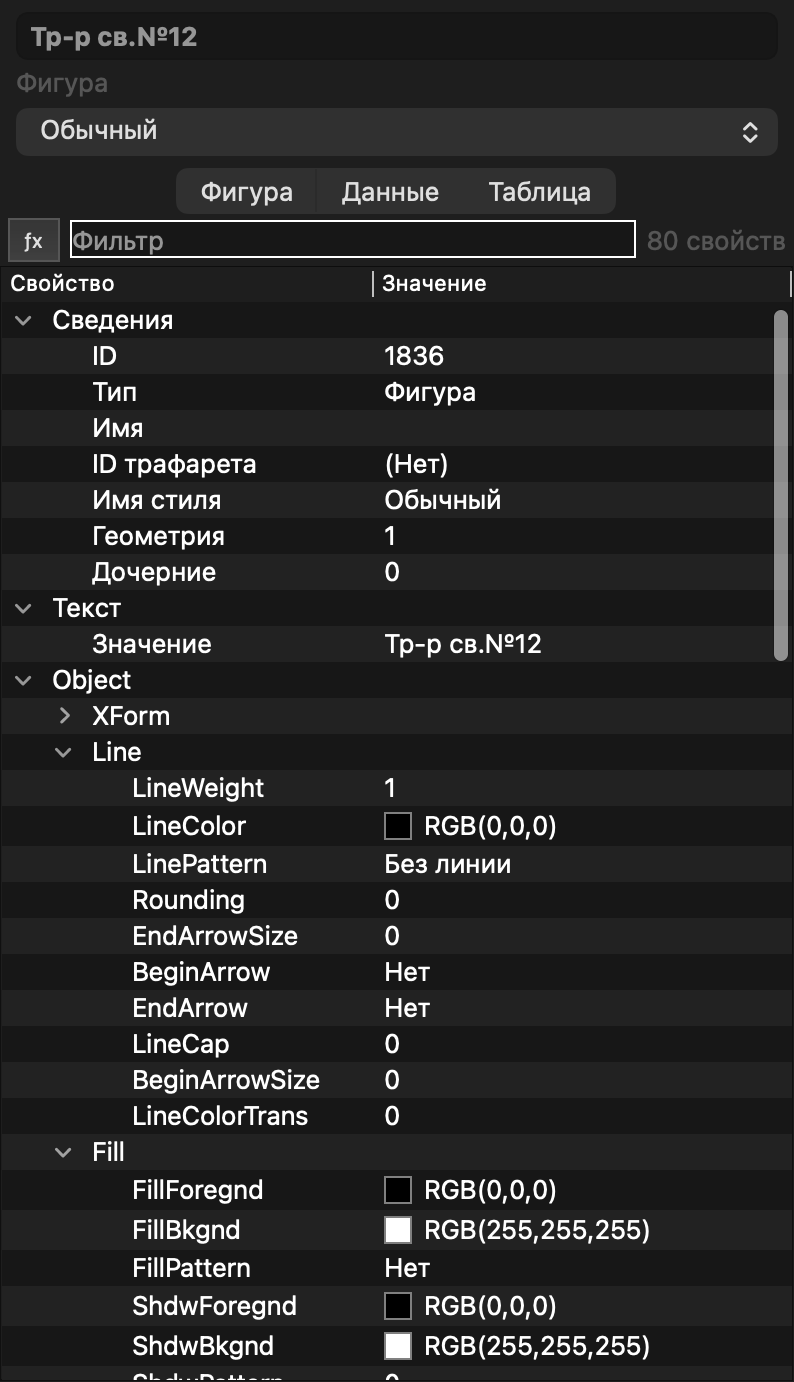 Тр-р св.№12
Фигура
Обычный
Фигура Данные Таблица
ƒx Фильтр 80 свойств
Свойство Значение
Сведения
ID 1836
Тип Фигура
Имя
ID трафарета (Нет)
Имя стиля Обычный
Геометрия 1
Дочерние 0
Текст
Значение Тр-р св.№12
Object
XForm
Line
LineWeight 1
LineColor RGB(0,0,0)
LinePattern Без линии
Rounding 0
EndArrowSize 0
BeginArrow Нет
EndArrow Нет
LineCap 0
BeginArrowSize 0
LineColorTrans 0
Fill
FillForegnd RGB(0,0,0)
FillBkgnd RGB(255,255,255)
FillPattern Нет
ShdwForegnd RGB(0,0,0)
ShdwBkgnd RGB(255,255,255)